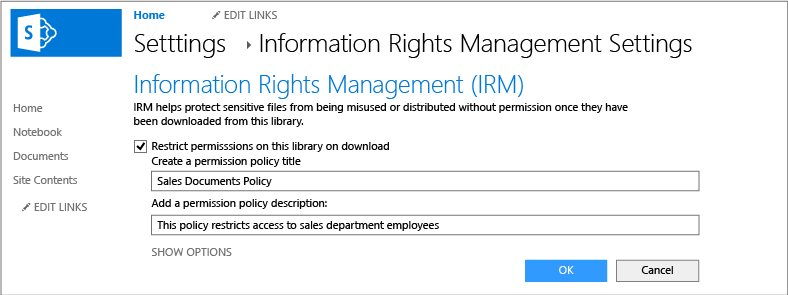 Home EDIT LINKS
Setttings ▸ Information Rights Management Settings
Information Rights Management (IRM)
IRM helps protect sensitive files from being misused or distributed without permission once they have
been downloaded from this library.
Home
Notebook
Documents
Site Contents
EDIT LINKS
Restrict permisssions on this library on download
Create a permission policy title
Sales Documents Policy
Add a permission policy description:
This policy restricts access to sales department employees
SHOW OPTIONS
OK Cancel
S